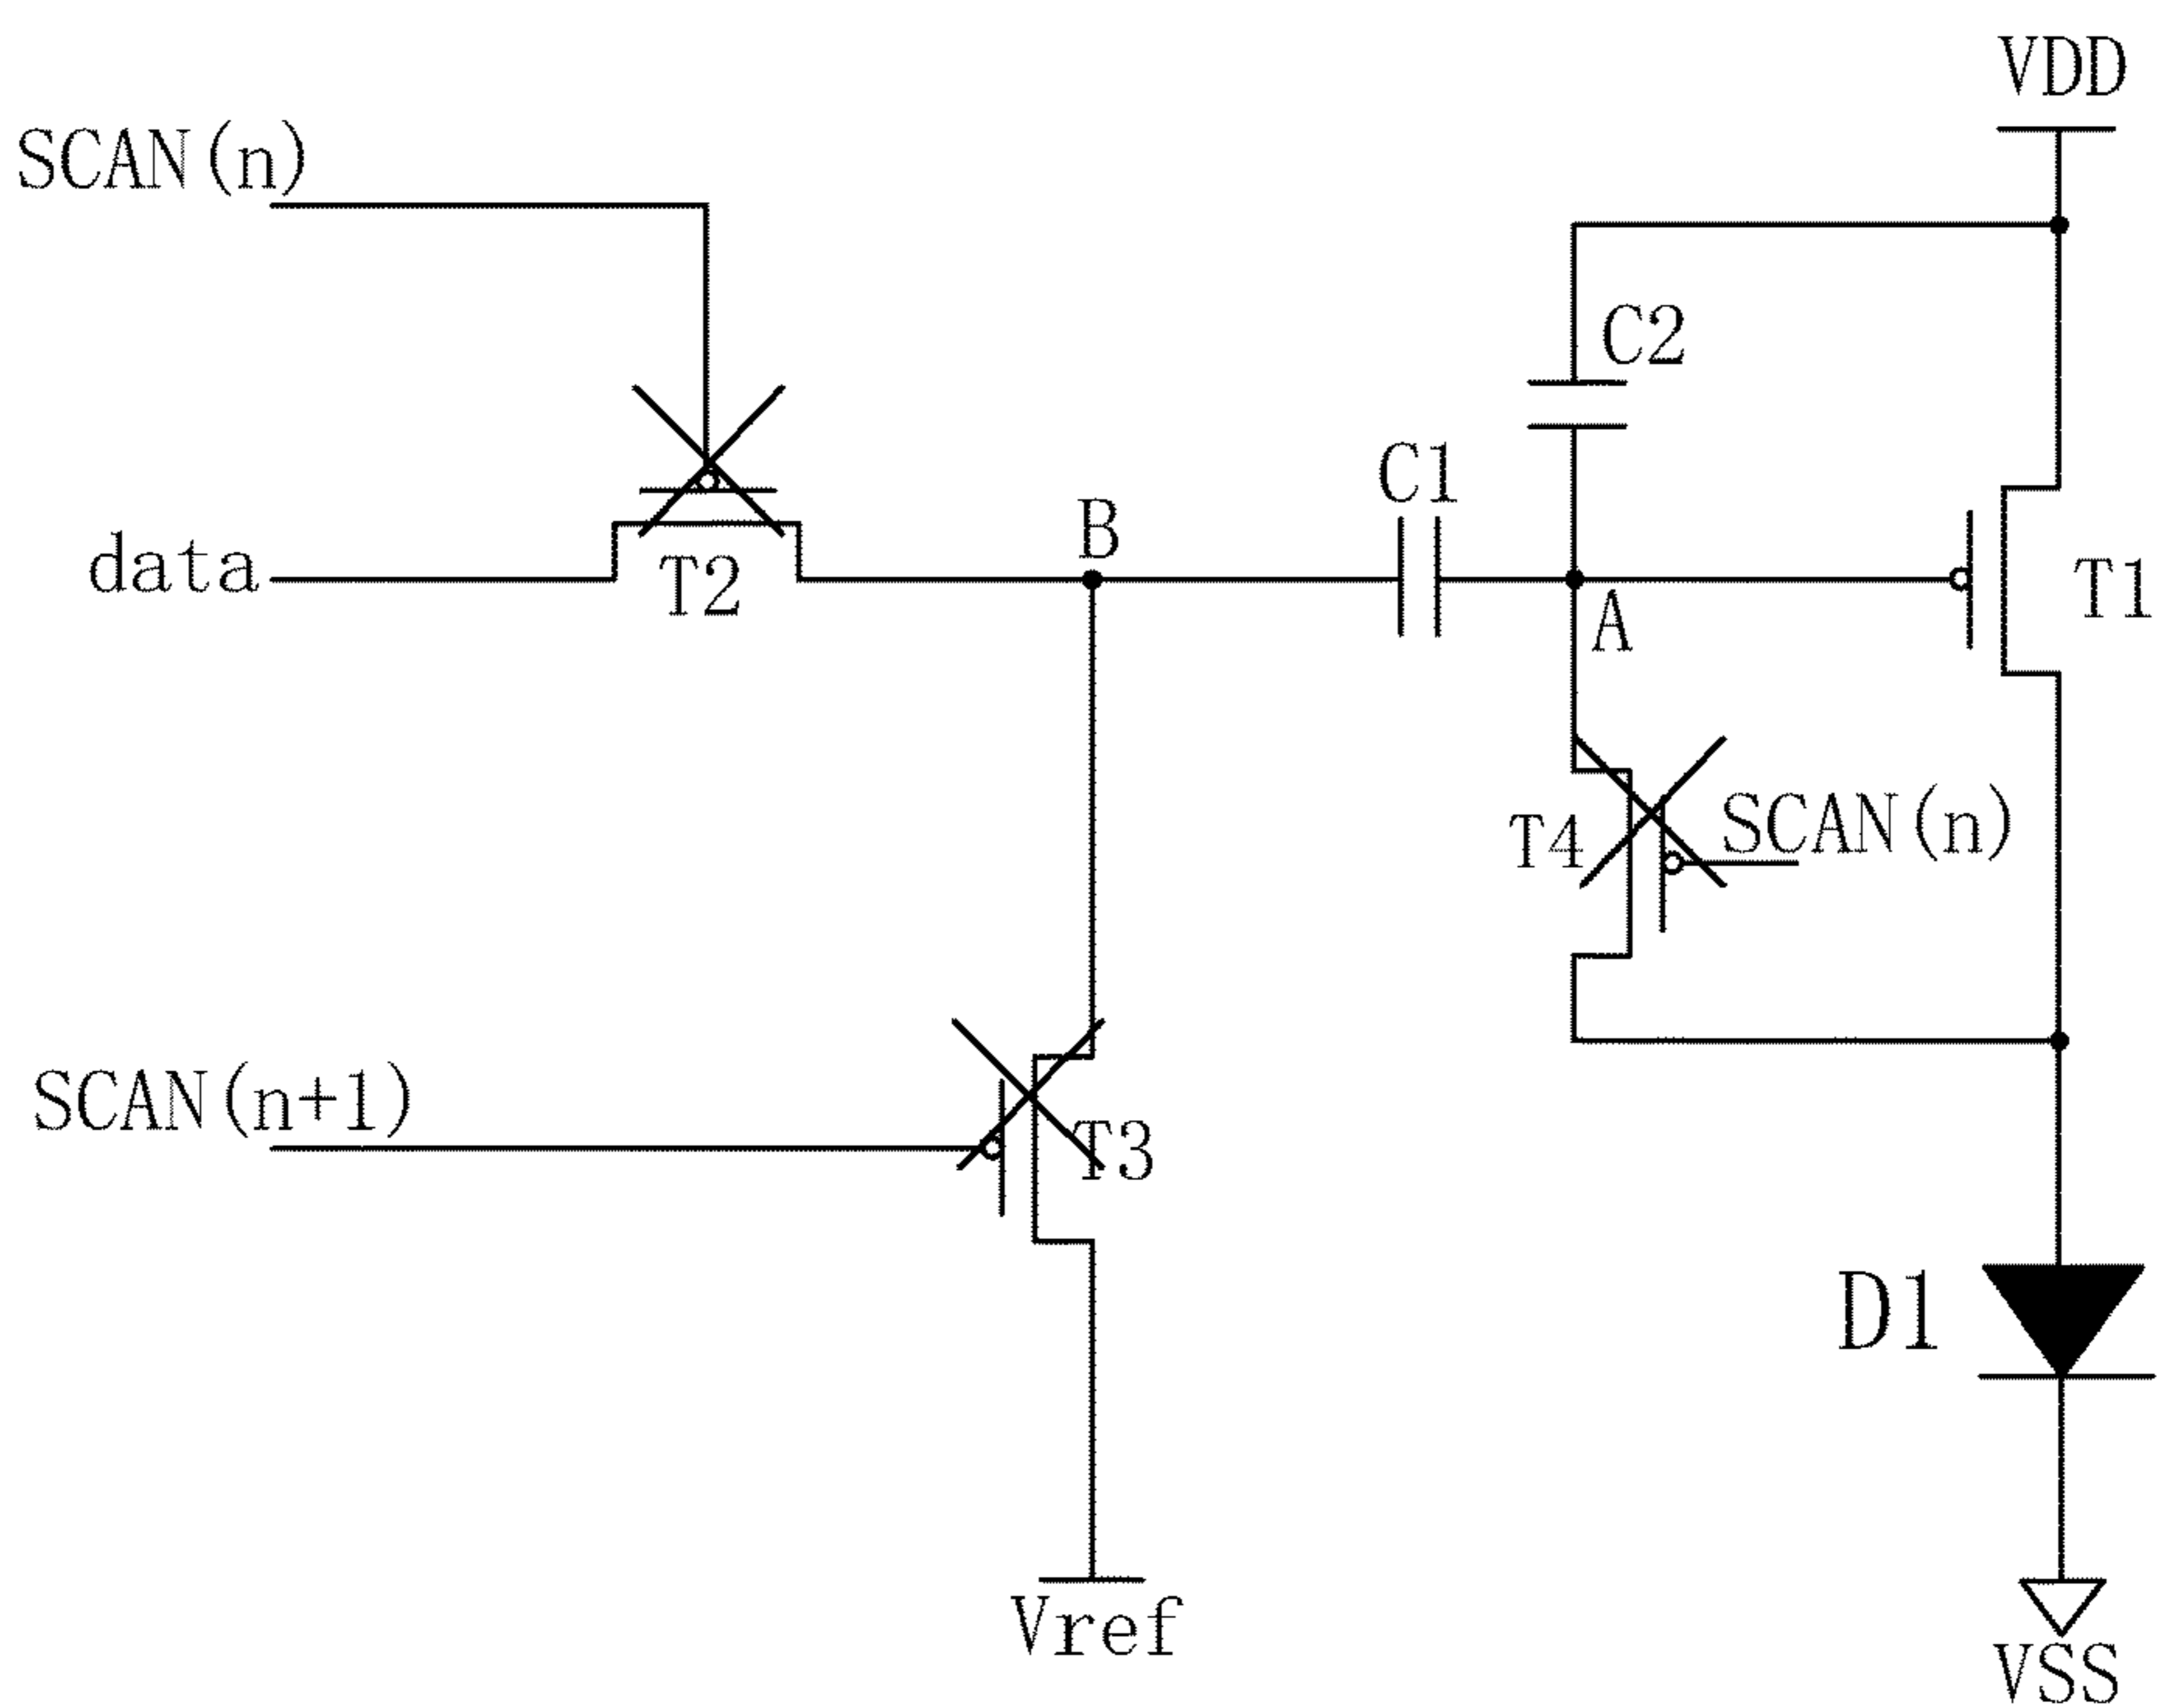 VDD
SCAN(n)
C2
C1
B
data
T2
T1
A
T4
SCAN(n)
SCAN(n+1)
T3
D1
Vref
VSS